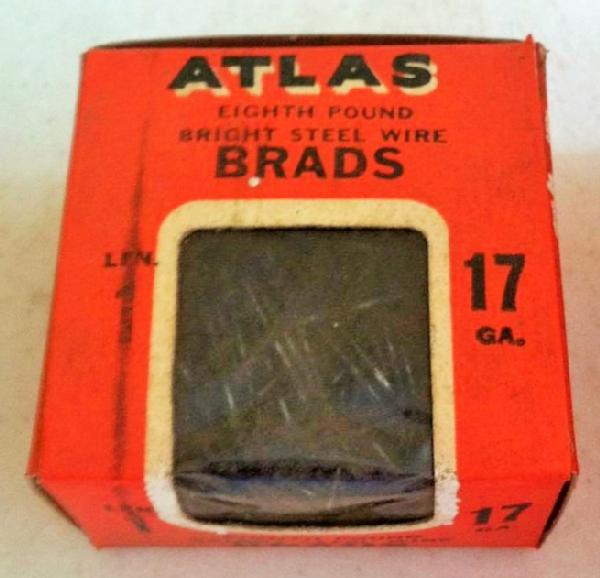 ATLAS
EIGHTH POUND
BRIGHT STEEL WIRE
BRADS
LEN.
17
GA.
17